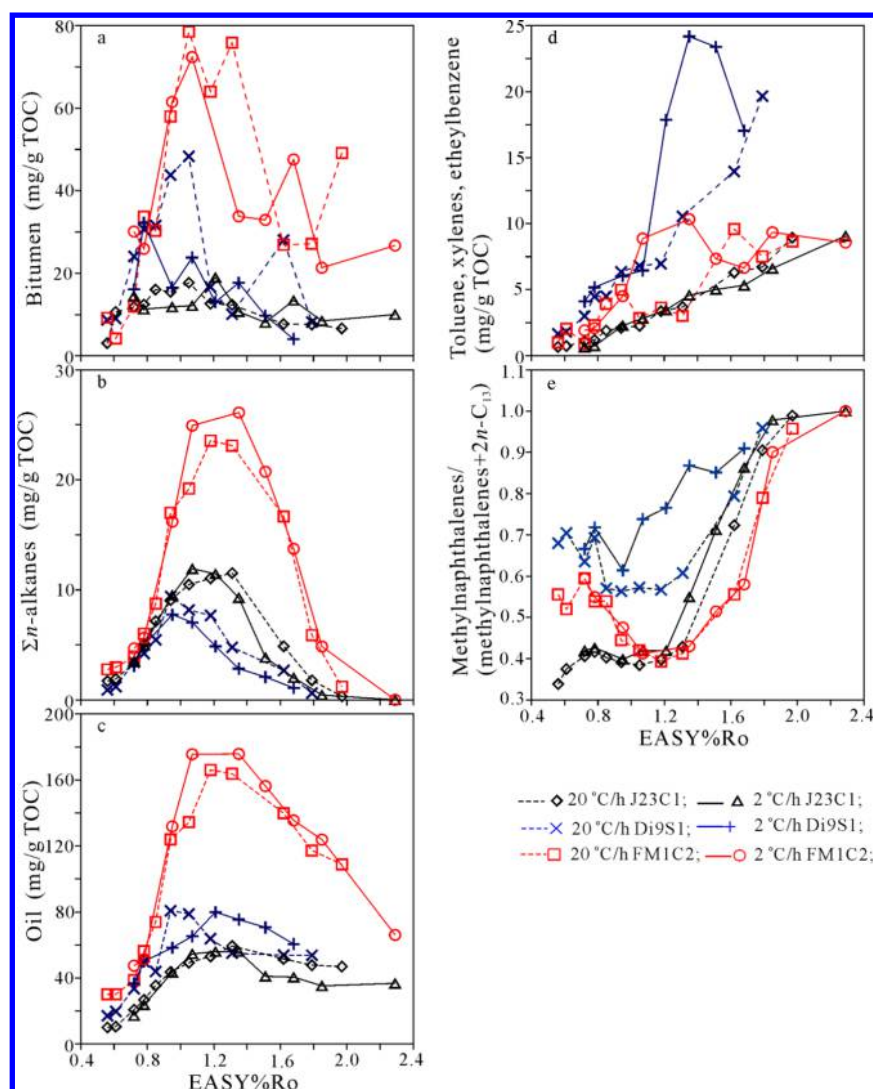 a
Bitumen (mg/g TOC)
80
60
40
20
0
b
Σn-alkanes (mg/g TOC)
30
20
10
0
c
Oil (mg/g TOC)
200
160
120
80
40
0
0.4 0.8 1.2 1.6 2.0 2.4
EASY%Ro
d
Toluene, xylenes, etheylbenzene
(mg/g TOC)
25
20
15
10
5
0
e
Methylnaphthalenes/
(methylnaphthalenes+2n-C13)
1.1
1.0
0.9
0.8
0.7
0.6
0.5
0.4
0.3
0.4 0.8 1.2 1.6 2.0 2.4
EASY%Ro
20 °C/h J23C1; 2 °C/h J23C1;
20 °C/h Di9S1; 2 °C/h Di9S1;
20 °C/h FM1C2; 2 °C/h FM1C2;